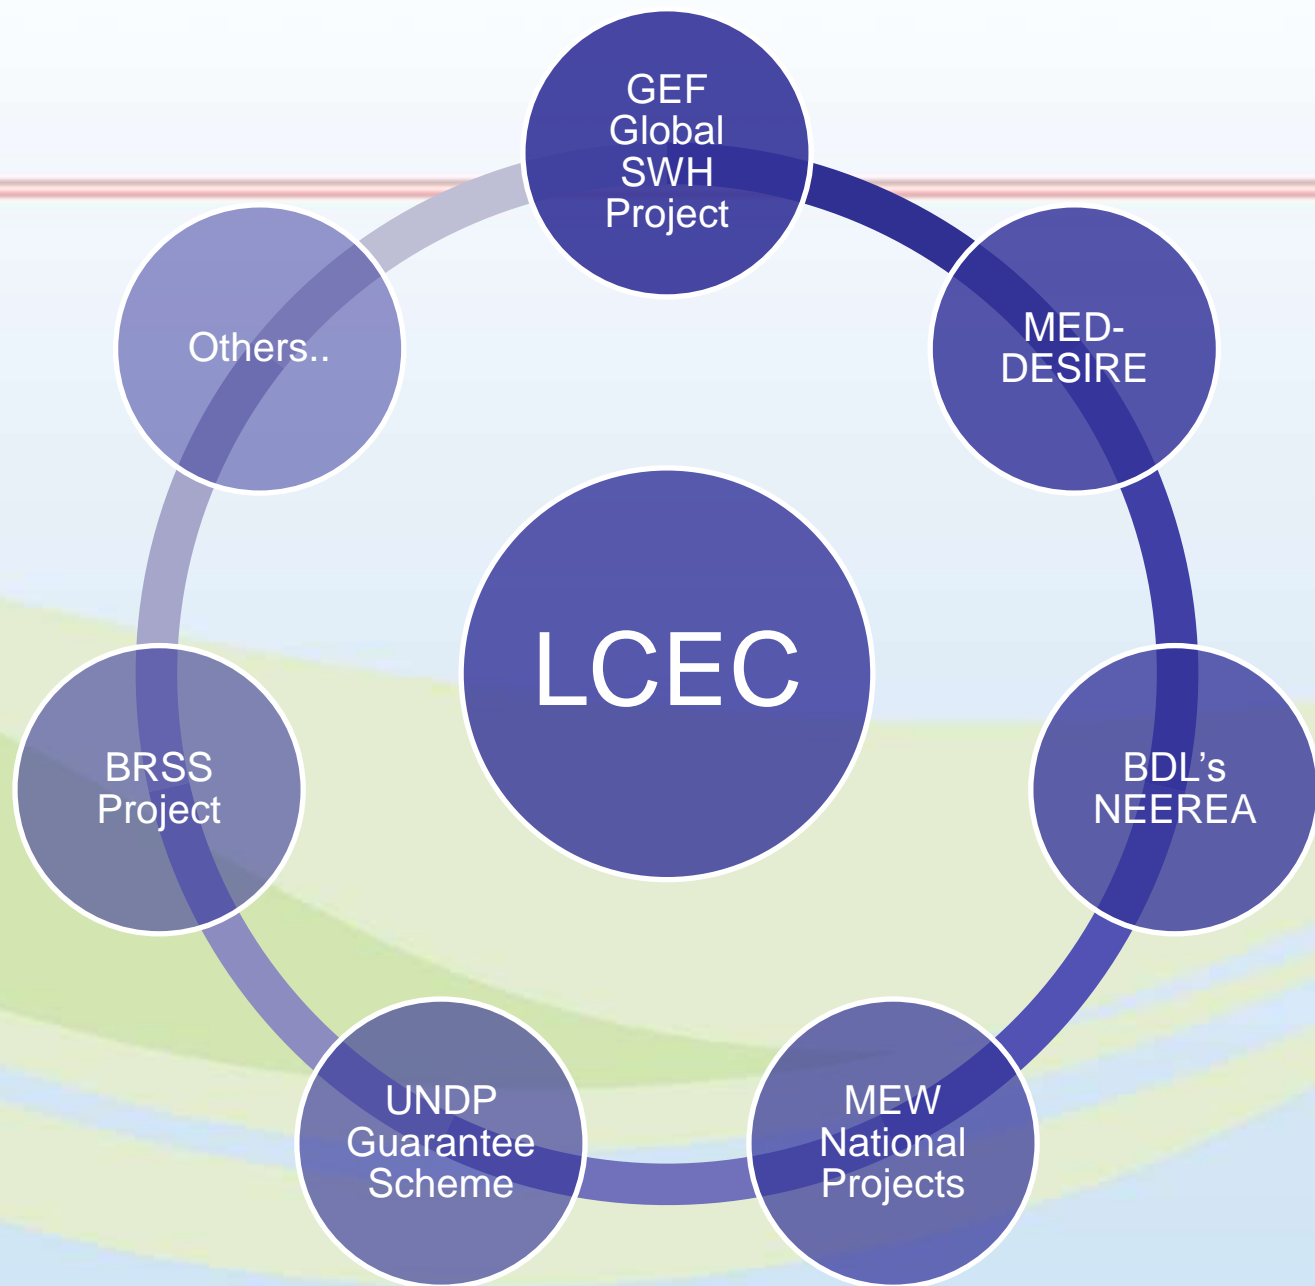 GEF
Global
SWH
Project
MED-
DESIRE
BDL’s
NEEREA
MEW
National
Projects
UNDP
Guarantee
Scheme
BRSS
Project
Others..
LCEC